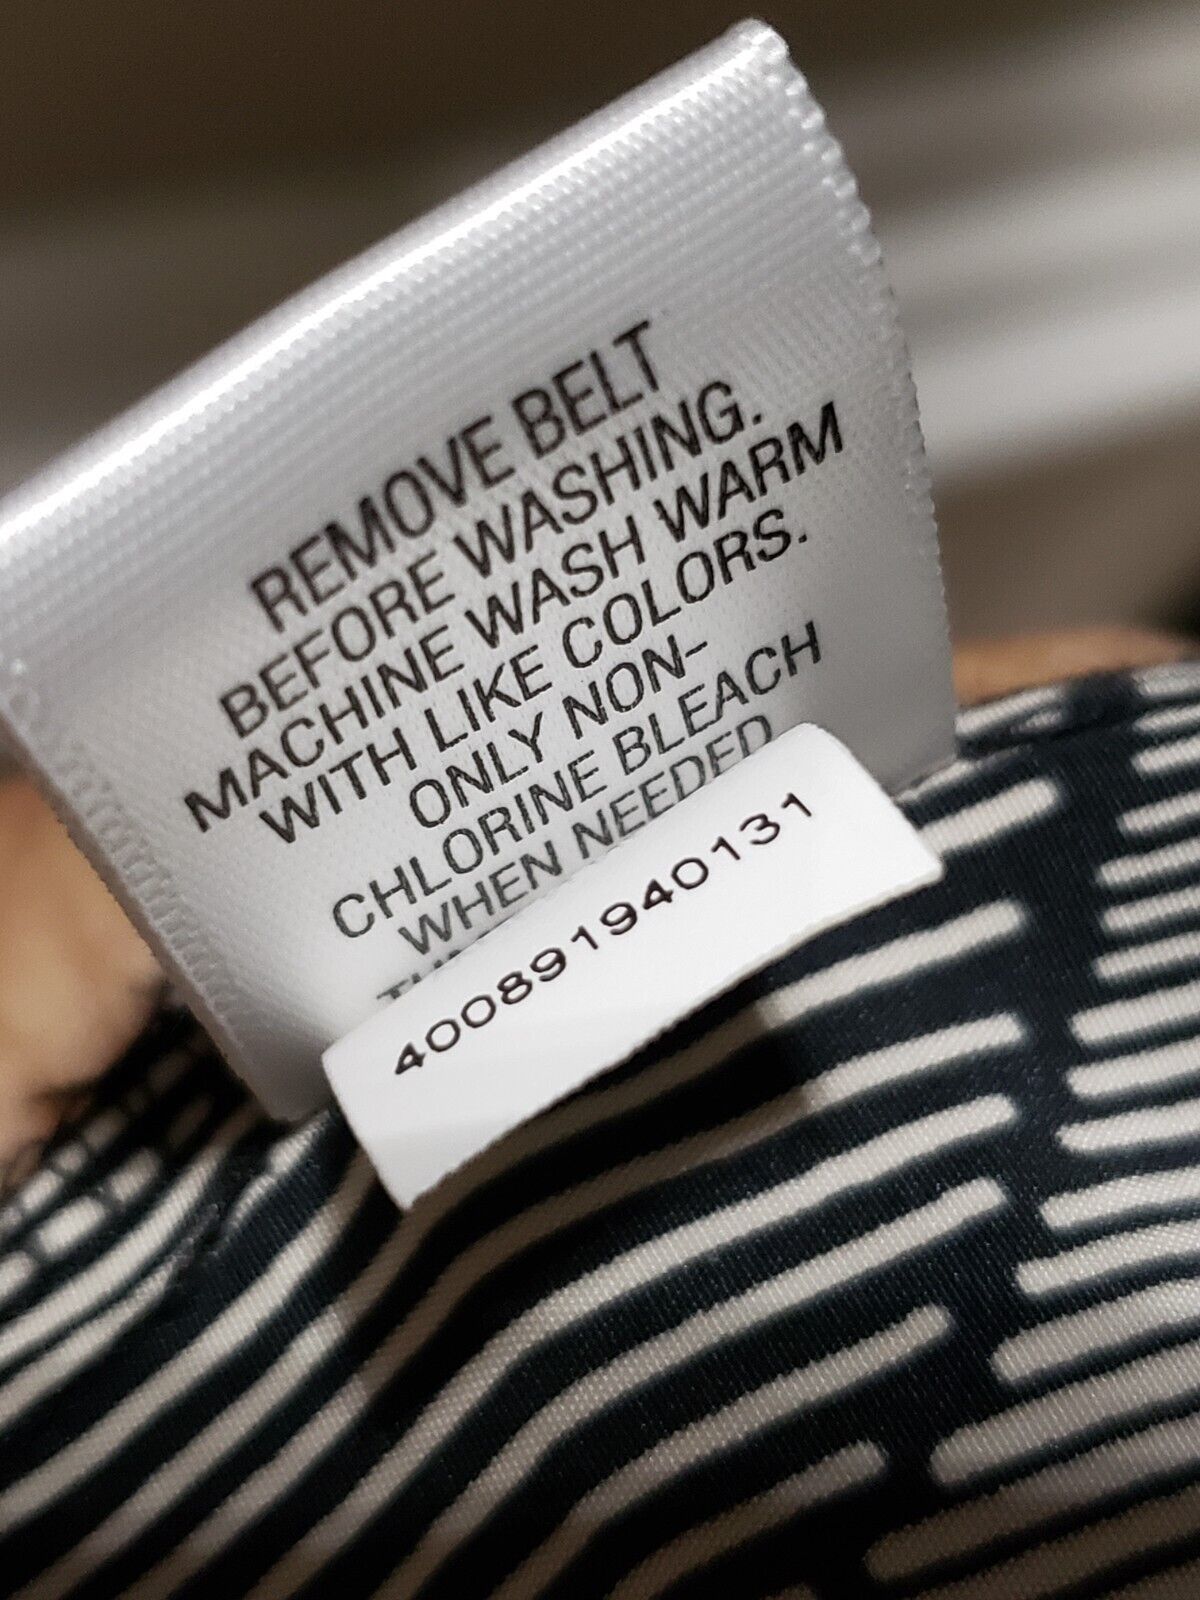 REMOVE BELT
BEFORE WASHING.
MACHINE WASH WARM
WITH LIKE COLORS.
ONLY NON-
CHLORINE BLEACH
WHEN NEEDED
400891940131